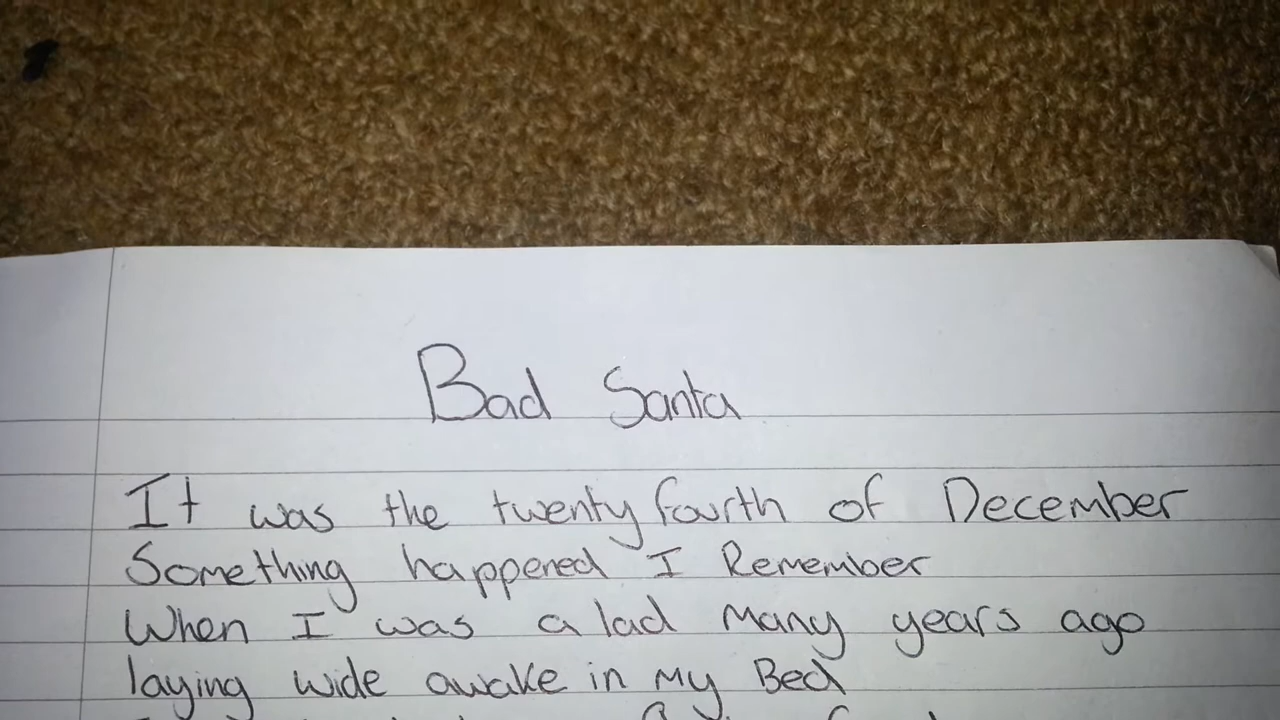 Bad Santa
It was the twenty fourth of December
Something happened I Remember
When I was a lad Many years ago
laying wide awake in My Bed